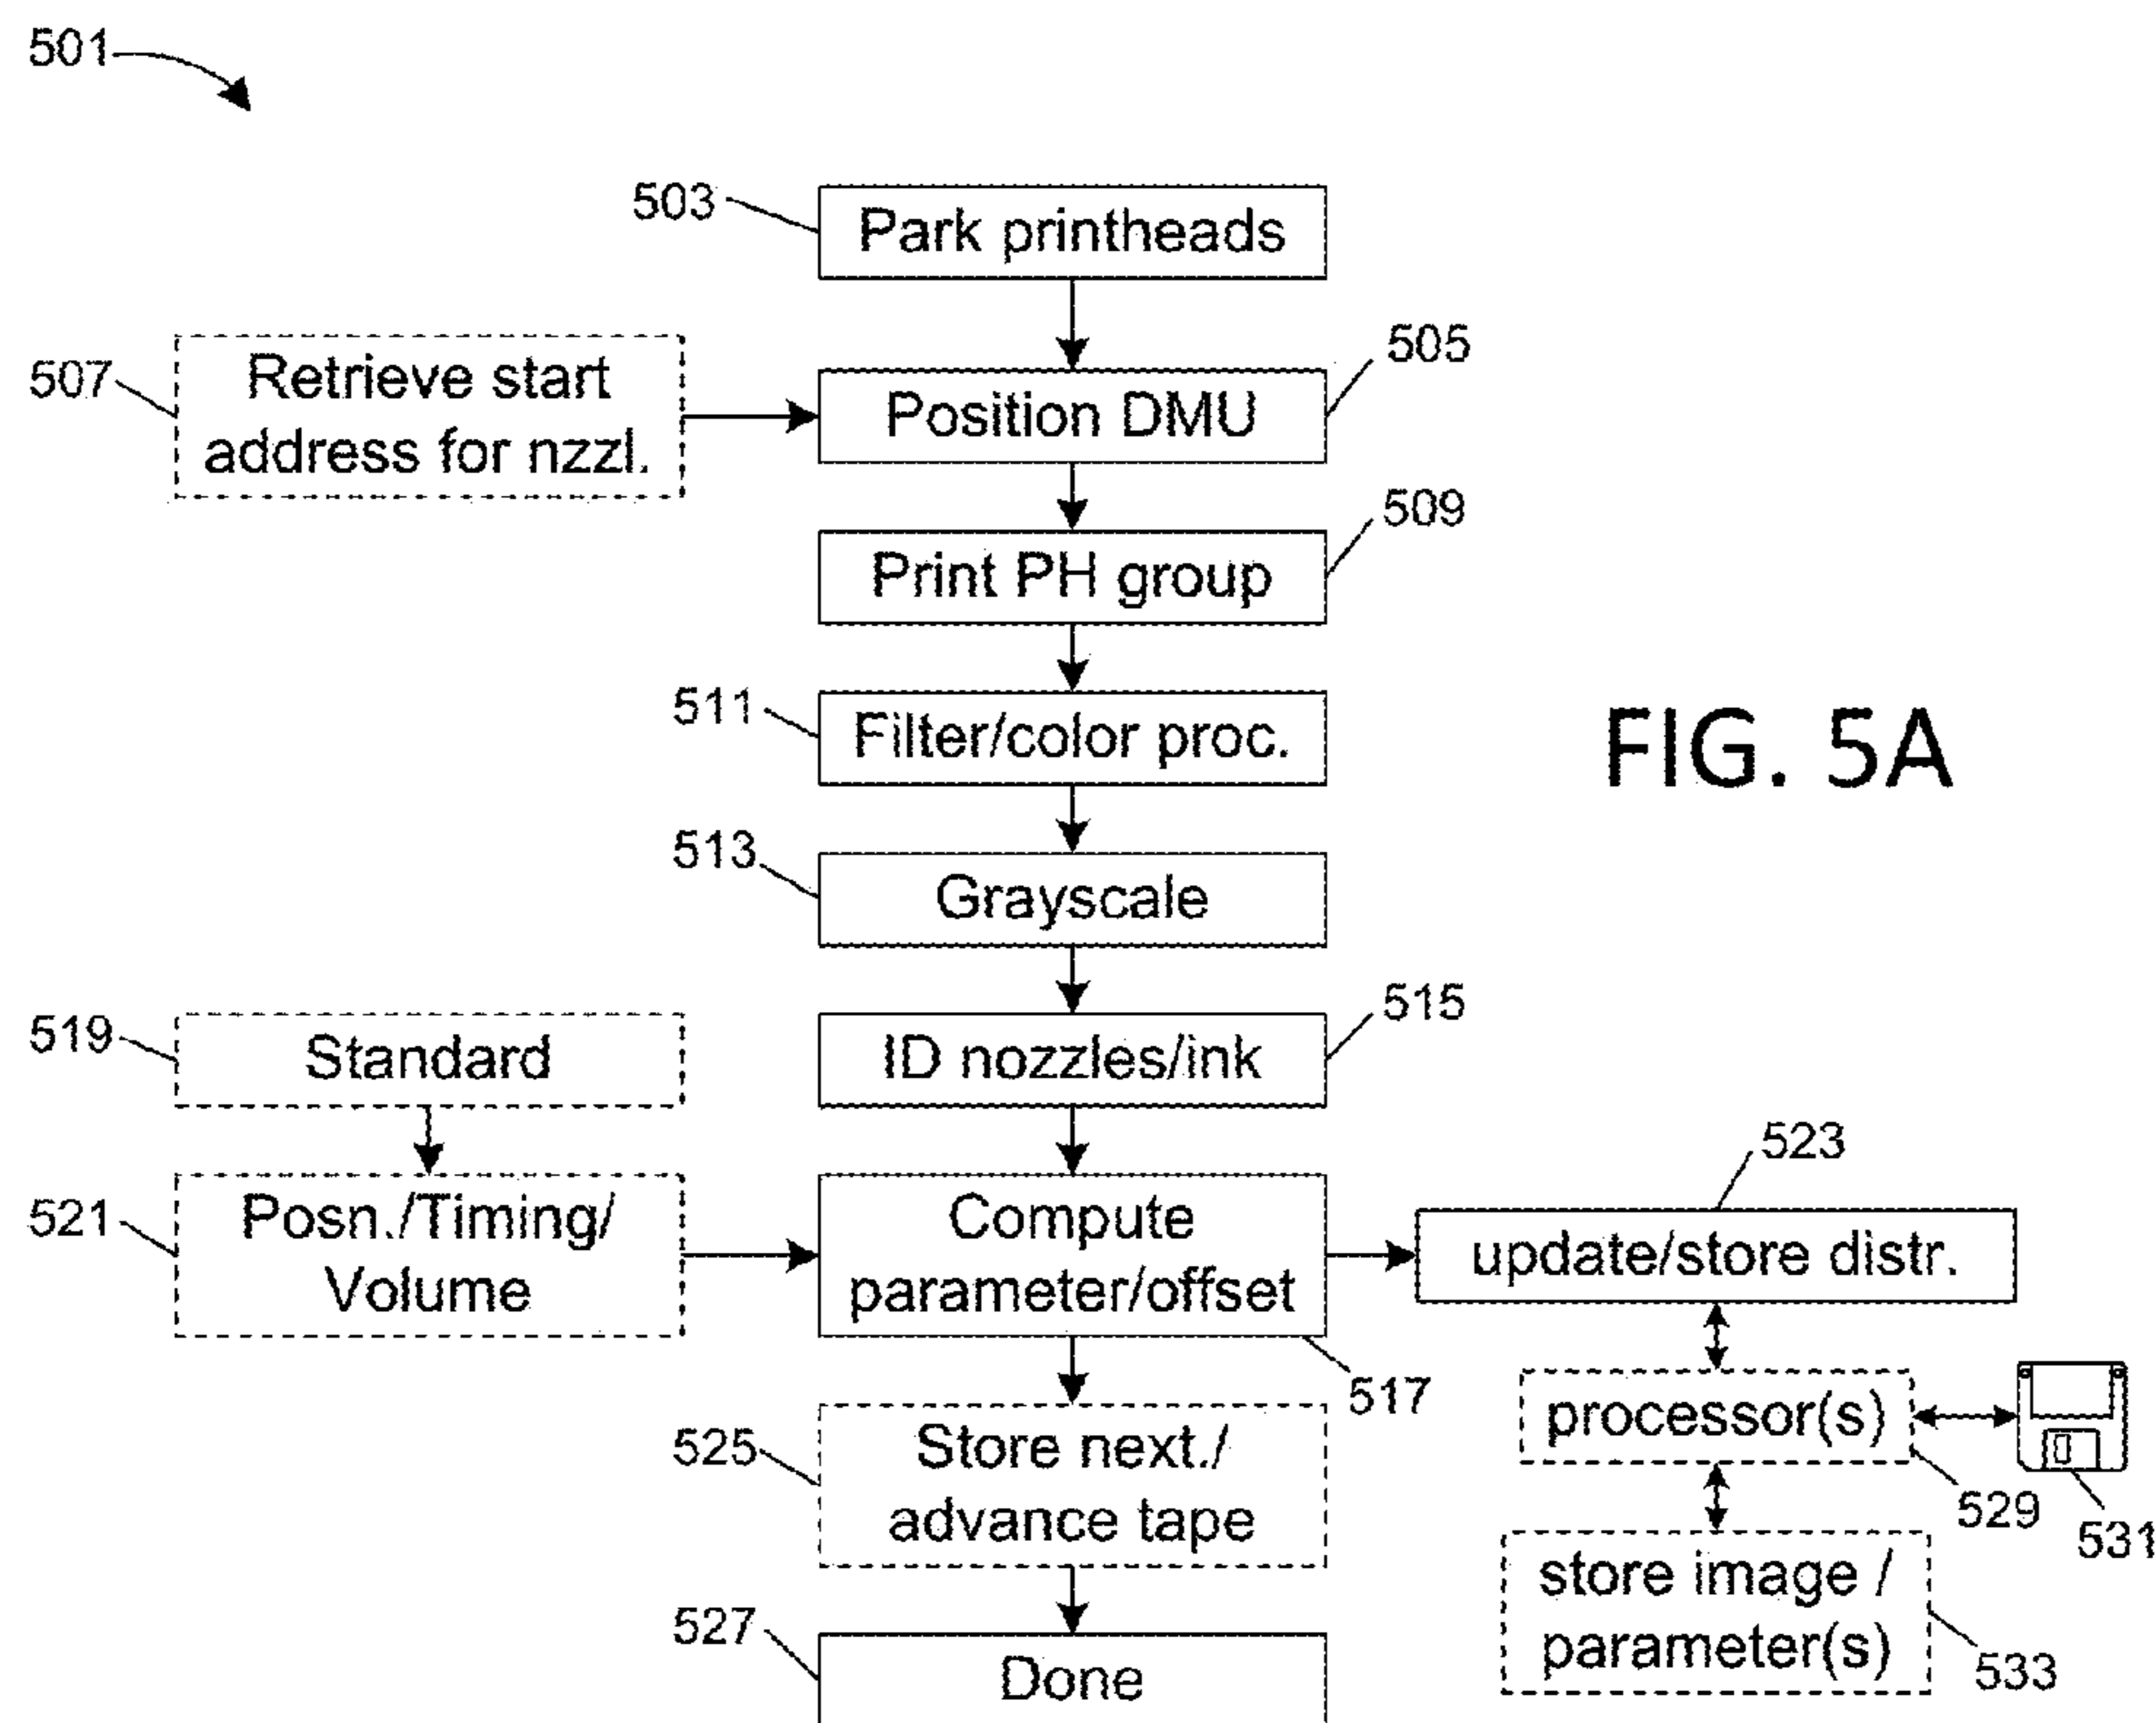 501
503
Park printheads
507
Retrieve start
address for nzzl.
Position DMU
505
Print PH group
509
511
Filter/color proc.
FIG. 5A
513
Grayscale
519
Standard
ID nozzles/ink
515
521
Posn./Timing/
Volume
Compute
parameter/offset
517
523
update/store distr.
525
Store next./
advance tape
processor(s)
529
531
527
Done
store image /
parameter(s)
533